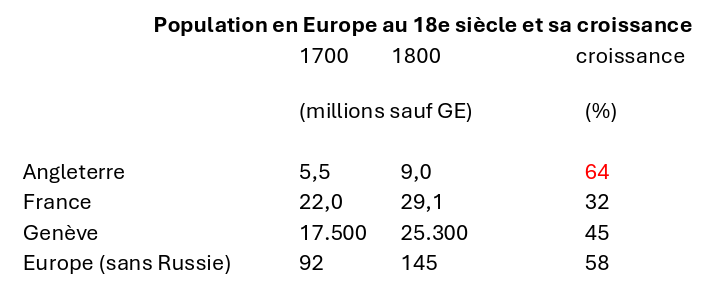 Population en Europe au 18e siècle et sa croissance
1700 1800 croissance
(millions sauf GE) (%)
Angleterre 5,5 9,0 64
France 22,0 29,1 32
Genève 17.500 25.300 45
Europe (sans Russie) 92 145 58